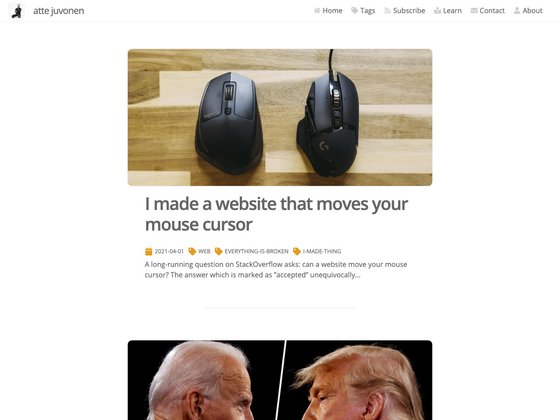 atte juvonen
Home Tags Subscribe Learn Contact About
G
I made a website that moves your
mouse cursor
2021-04-01 WEB EVERYTHING-IS-BROKEN I-MADE-THING
A long-running question on StackOverflow asks: can a website move your mouse
cursor? The answer which is marked as "accepted" unequivocally...